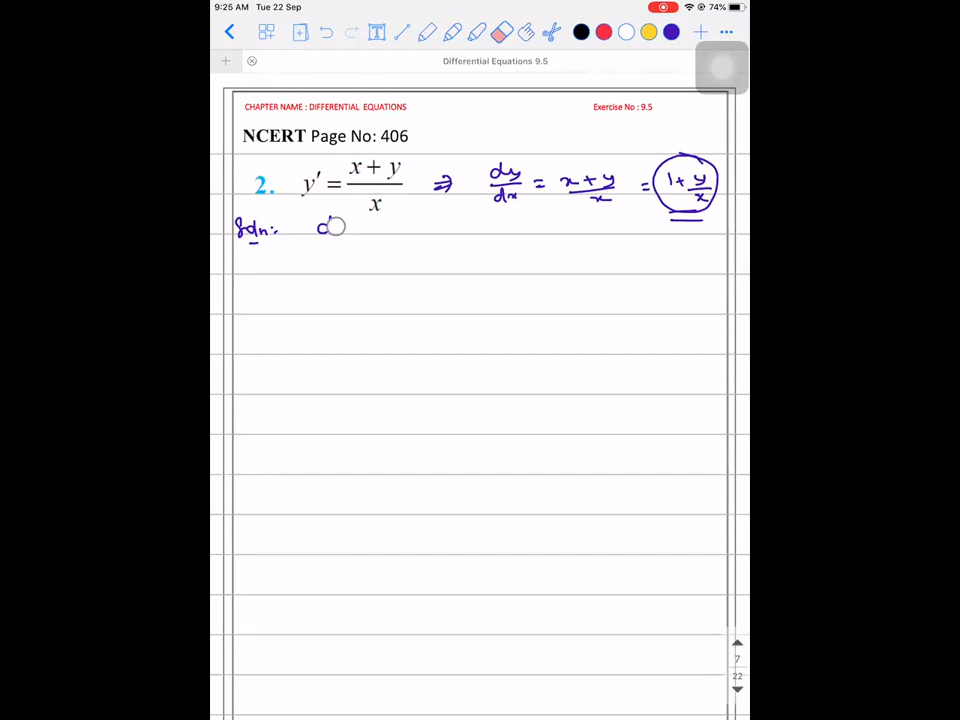 9:25 AM Tue 22 Sep 74%
Differential Equations 9.5
CHAPTER NAME : DIFFERENTIAL EQUATIONS Exercise No : 9.5
NCERT Page No: 406
2. y′ = (x + y)/x ⇒ dy/dx = (x + y)/x = 1 + y/x
Soln: d
7
22